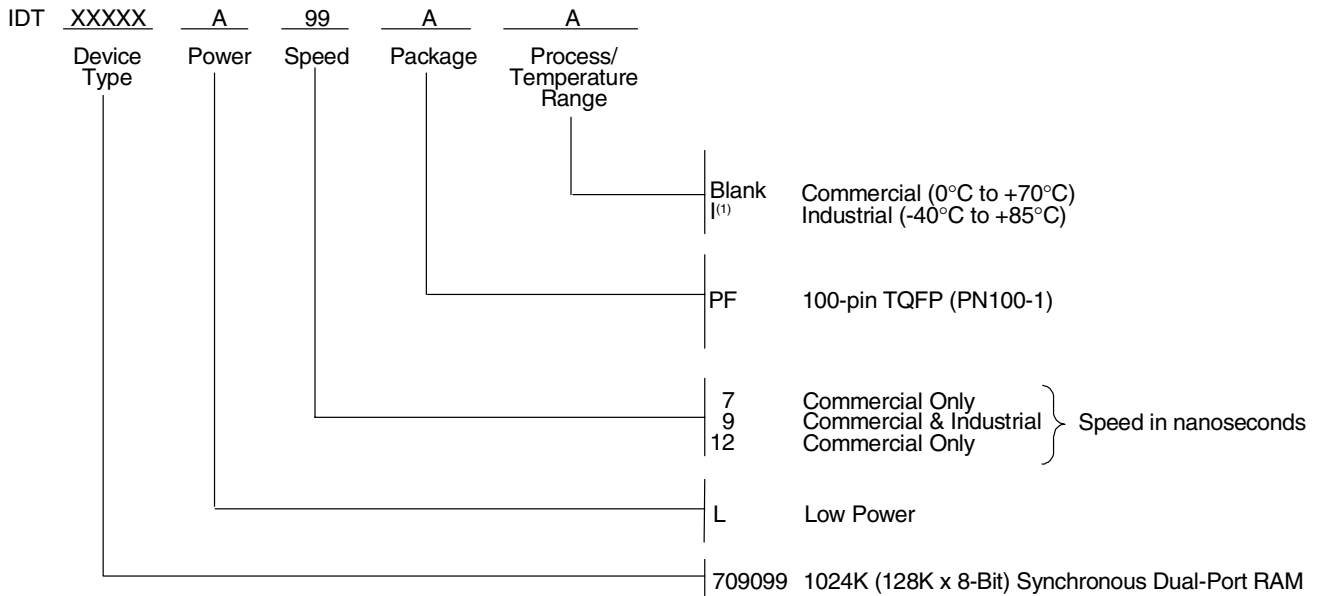 IDT XXXXX A 99 A A
Device Type Power Speed Package Process/ Temperature Range
Blank Commercial (0°C to +70°C)
I(1) Industrial (-40°C to +85°C)
PF 100-pin TQFP (PN100-1)
7 Commercial Only
9 Commercial & Industrial Speed in nanoseconds
12 Commercial Only
L Low Power
709099 1024K (128K x 8-Bit) Synchronous Dual-Port RAM